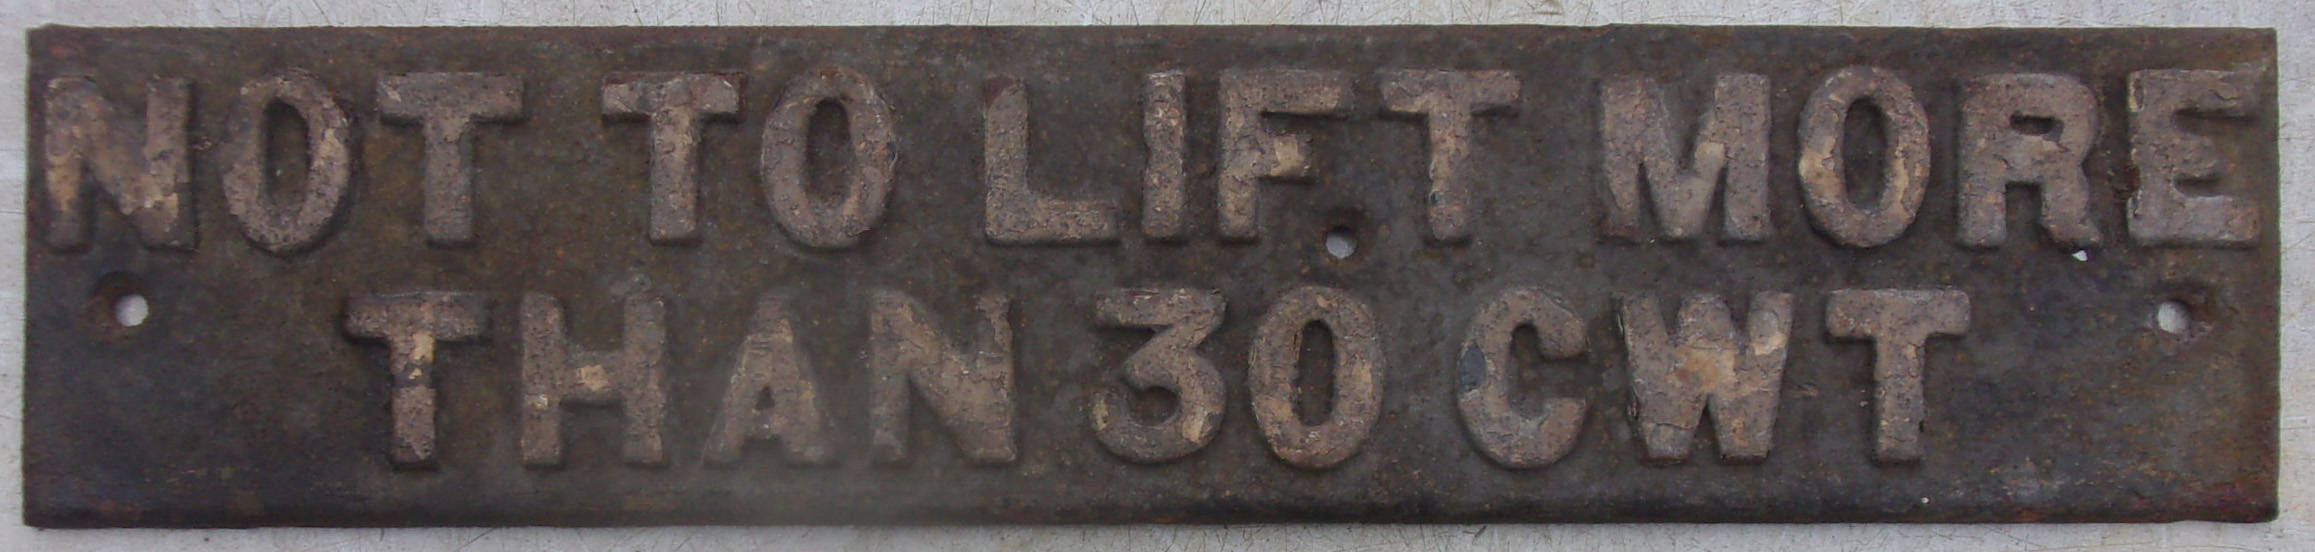 NOT TO LIFT MORE
THAN 30 CWT